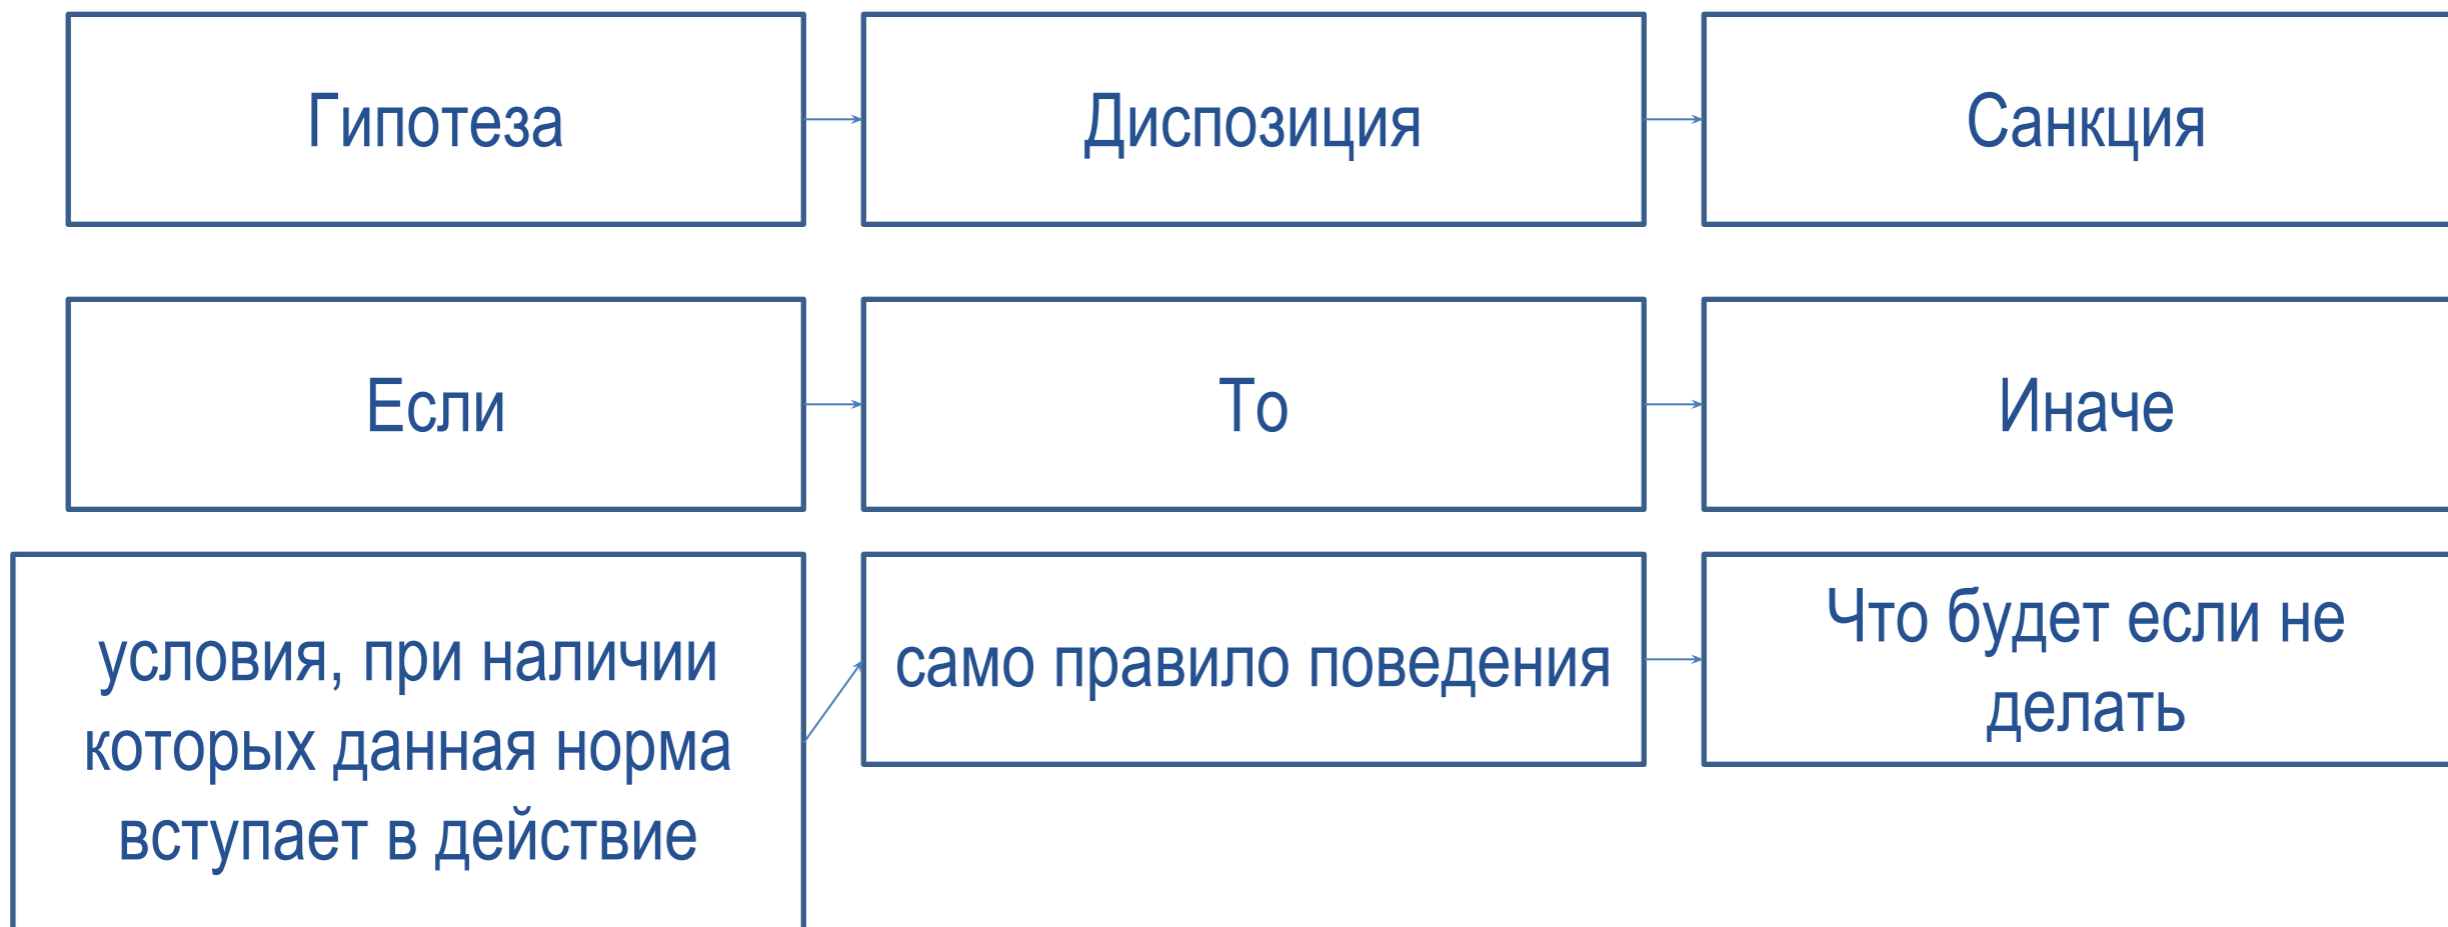 Гипотеза
Диспозиция
Санкция
Если
То
Иначе
условия, при наличии
которых данная норма
вступает в действие
само правило поведения
Что будет если не
делать